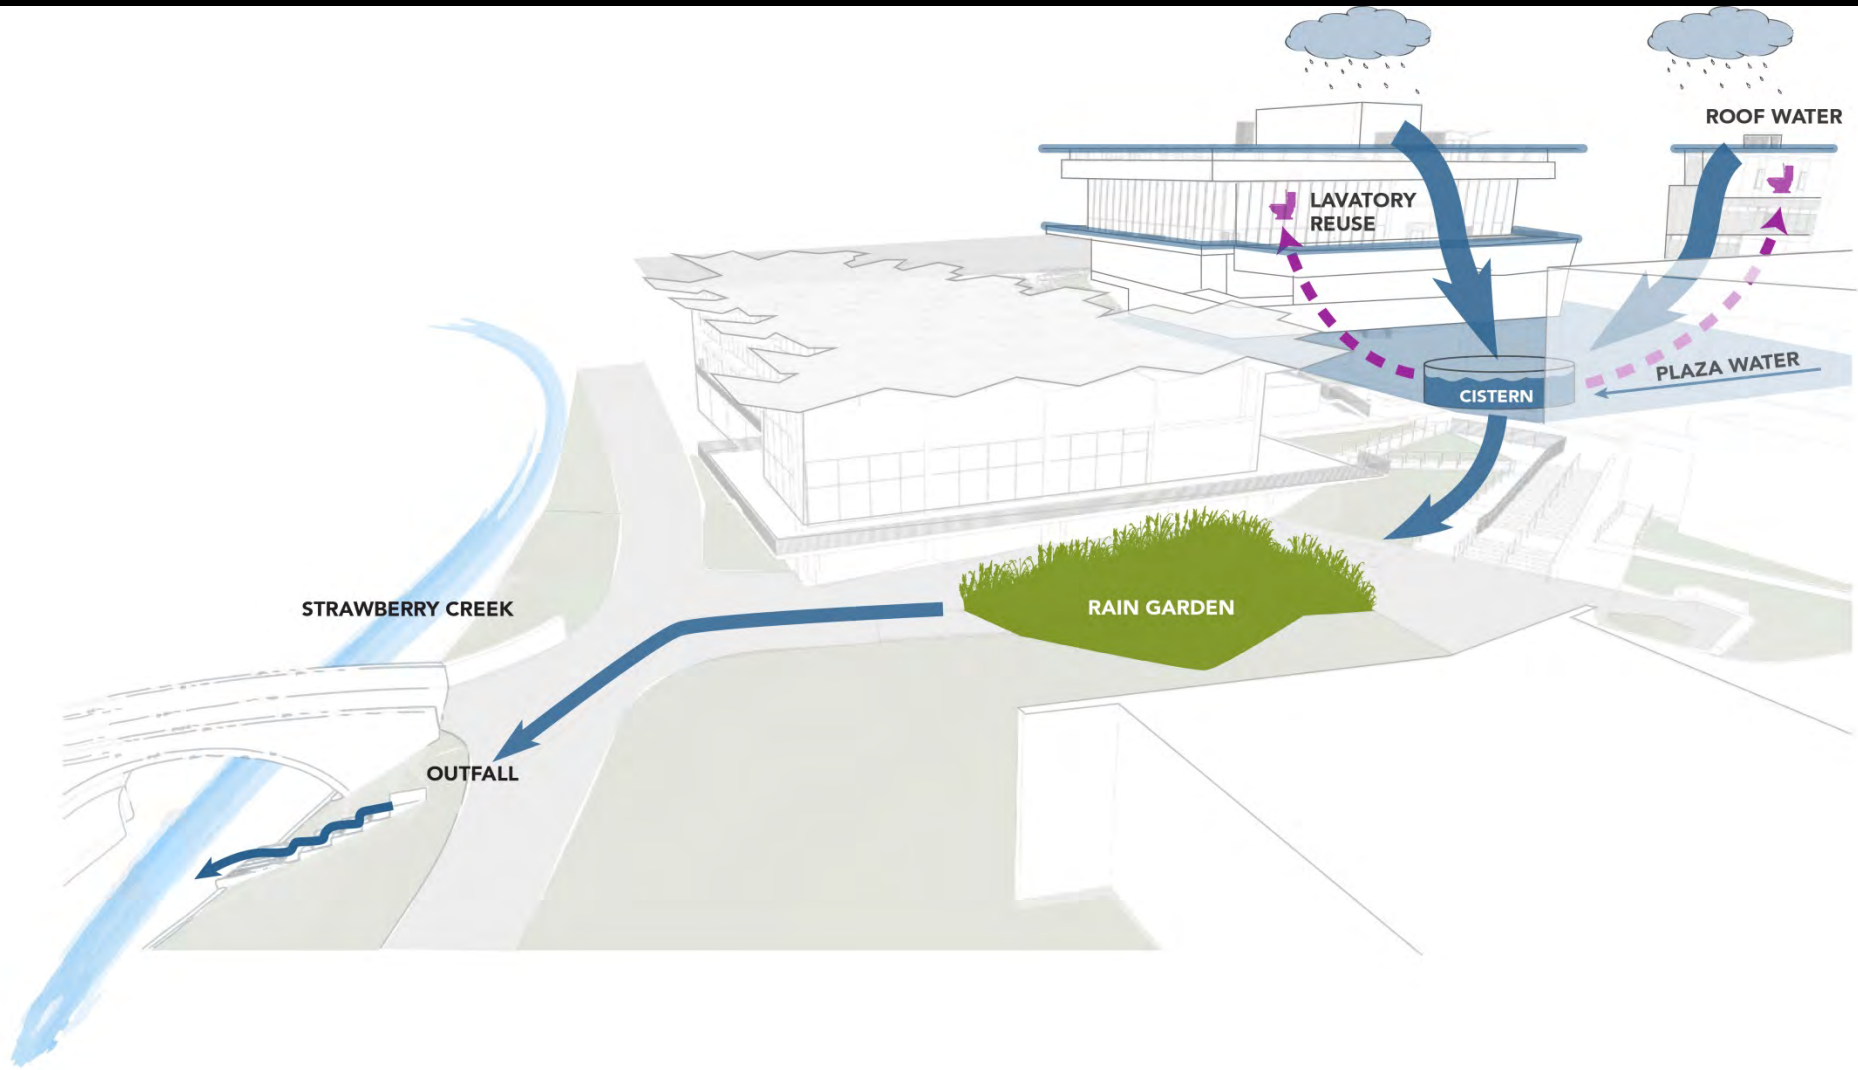 ROOF WATER
LAVATORY
REUSE
PLAZA WATER
CISTERN
RAIN GARDEN
STRAWBERRY CREEK
OUTFALL